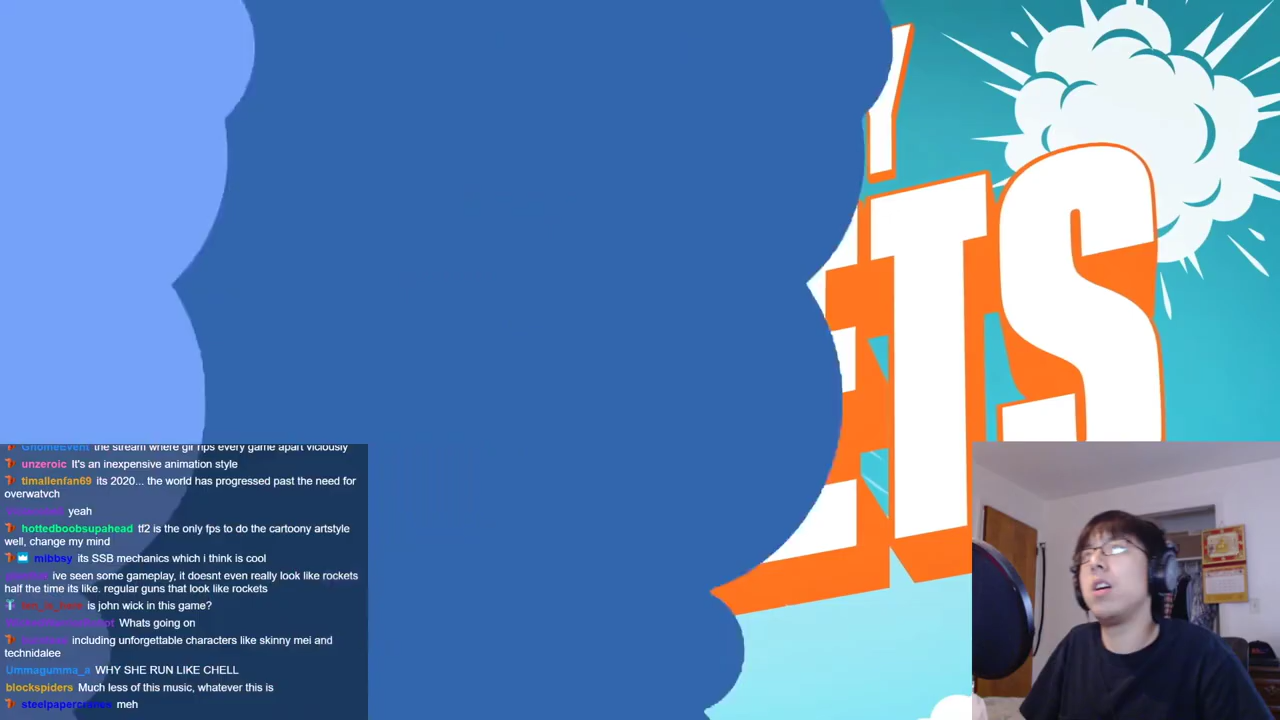 Y
ETS
GnomeEvent the stream where gir rips every game apart viciously
unzeroic It's an inexpensive animation style
timallenfan69 its 2020... the world has progressed past the need for
overwatvch
yeah
hottedboobsupahead tf2 is the only fps to do the cartoony artstyle
well, change my mind
mibbsy its SSB mechanics which i think is cool
ive seen some gameplay, it doesnt even really look like rockets
half the time its like. regular guns that look like rockets
is john wick in this game?
Whats going on
including unforgettable characters like skinny mei and
technidalee
Ummagumma_a WHY SHE RUN LIKE CHELL
blockspiders Much less of this music, whatever this is
steelpapercranes meh